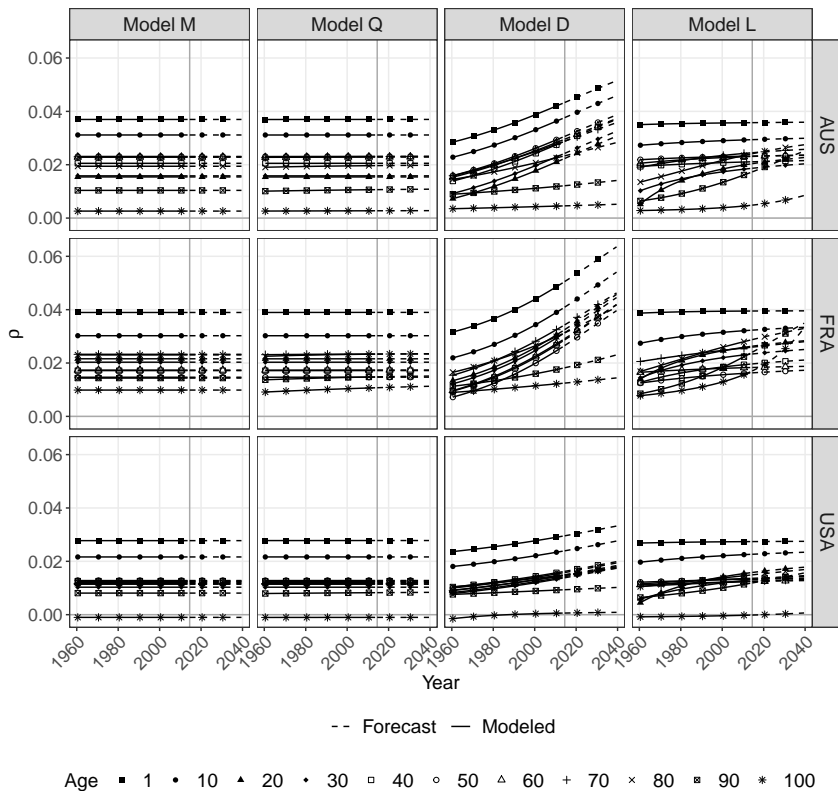 Model M Model Q Model D Model L
0.06
0.04
0.02
0.00
AUS
0.06
0.04
0.02
0.00
FRA
ρ
0.06
0.04
0.02
0.00
USA
1960 1980 2000 2020 2040 1960 1980 2000 2020 2040 1960 1980 2000 2020 2040 1960 1980 2000 2020 2040
Year
Forecast Modeled
Age 1 10 20 30 40 50 60 70 80 90 100